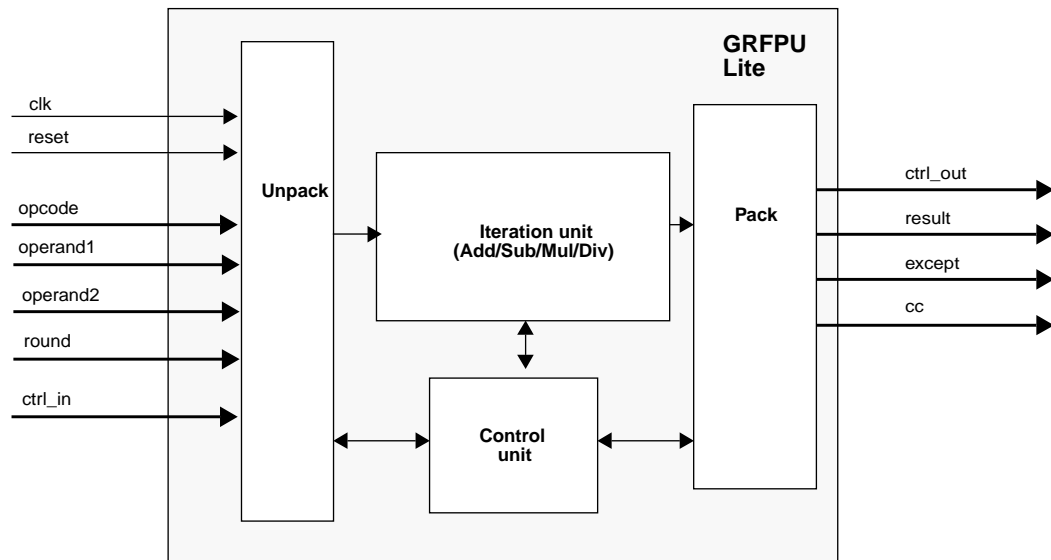 GRFPU
Lite
clk
reset
opcode
operand1
operand2
round
ctrl_in
Unpack
Iteration unit
(Add/Sub/Mul/Div)
Control
unit
Pack
ctrl_out
result
except
cc